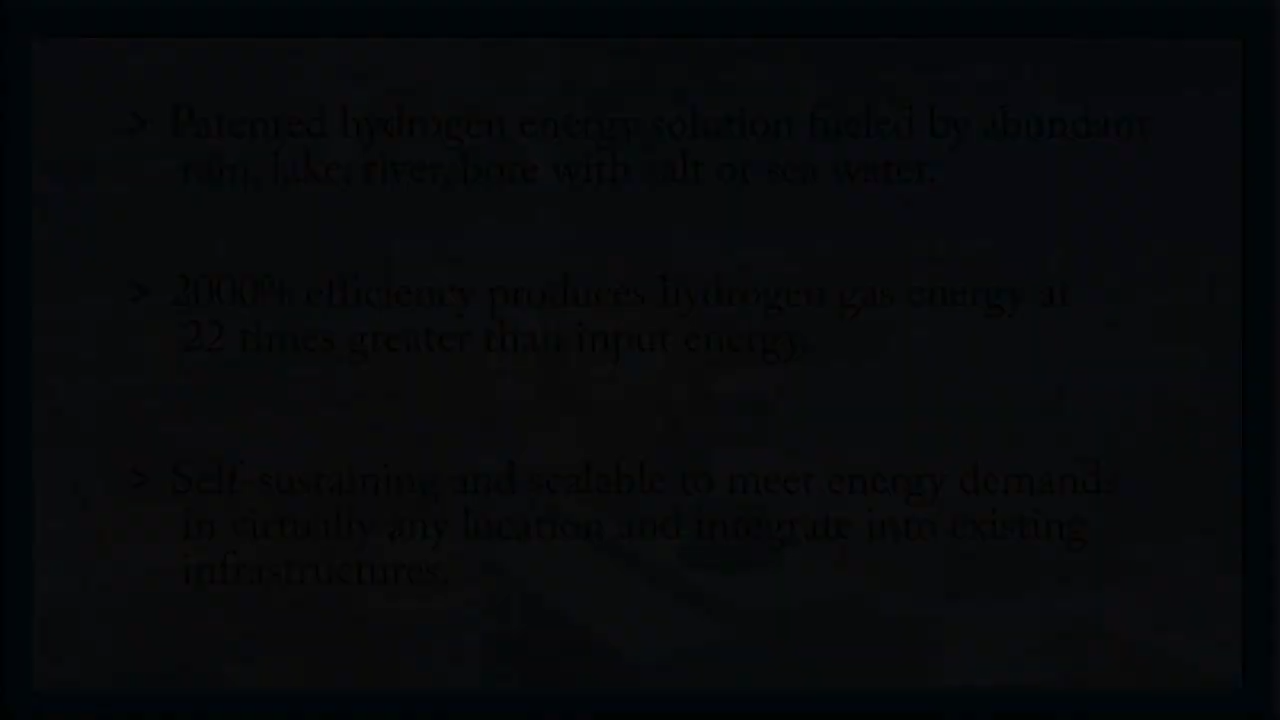 > Patented hydrogen energy solution fueled by abundant
rain, lake, river, bore with salt or sea water.
> 2000% efficiency produces hydrogen gas energy at
22 times greater than input energy.
> Self-sustaining and scalable to meet energy demands
in virtually any location and integrate into existing
infrastructures.